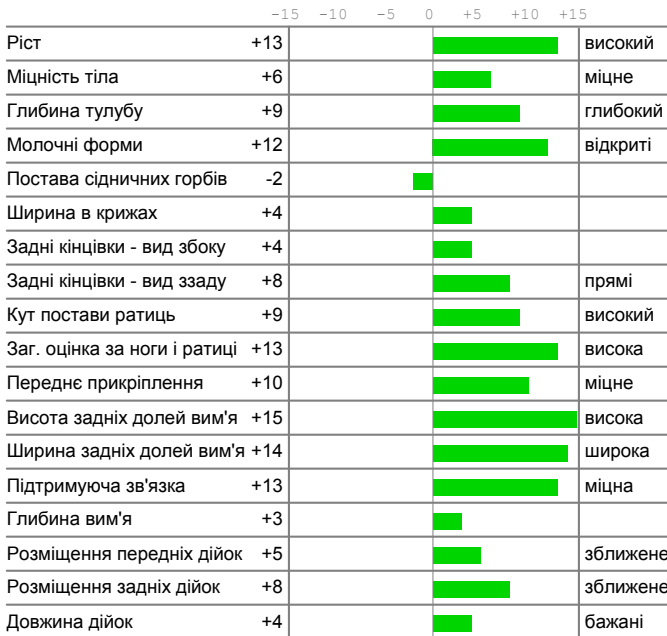 -15 -10 -5 0 +5 +10 +15
Ріст +13 високий
Міцність тіла +6 міцне
Глибина тулубу +9 глибокий
Молочні форми +12 відкриті
Постава сідничних горбів -2
Ширина в крижах +4
Задні кінцівки - вид збоку +4
Задні кінцівки - вид ззаду +8 прямі
Кут постави ратиць +9 високий
Заг. оцінка за ноги і ратиці +13 висока
Переднє прикріплення +10 міцне
Висота задніх долей вим'я +15 висока
Ширина задніх долей вим'я +14 широка
Підтримуюча зв'язка +13 міцна
Глибина вим'я +3
Розміщення передніх дійок +5 зближене
Розміщення задніх дійок +8 зближене
Довжина дійок +4 бажані